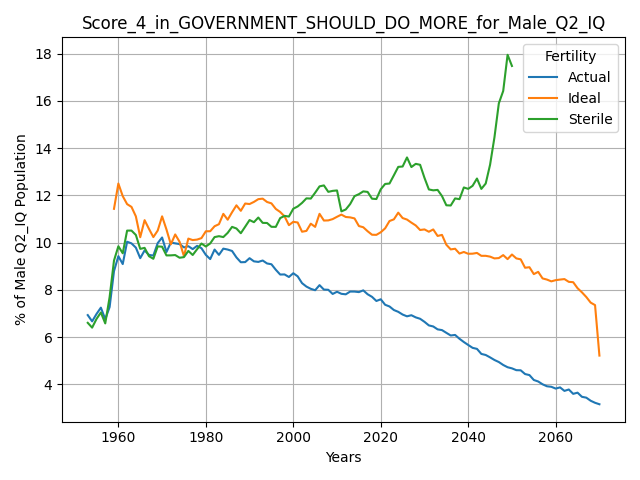 Score_4_in_GOVERNMENT_SHOULD_DO_MORE_for_Male_Q2_IQ
Fertility
Actual
Ideal
Sterile
% of Male Q2_IQ Population
18
16
14
12
10
8
6
4
1960 1980 2000 2020 2040 2060
Years